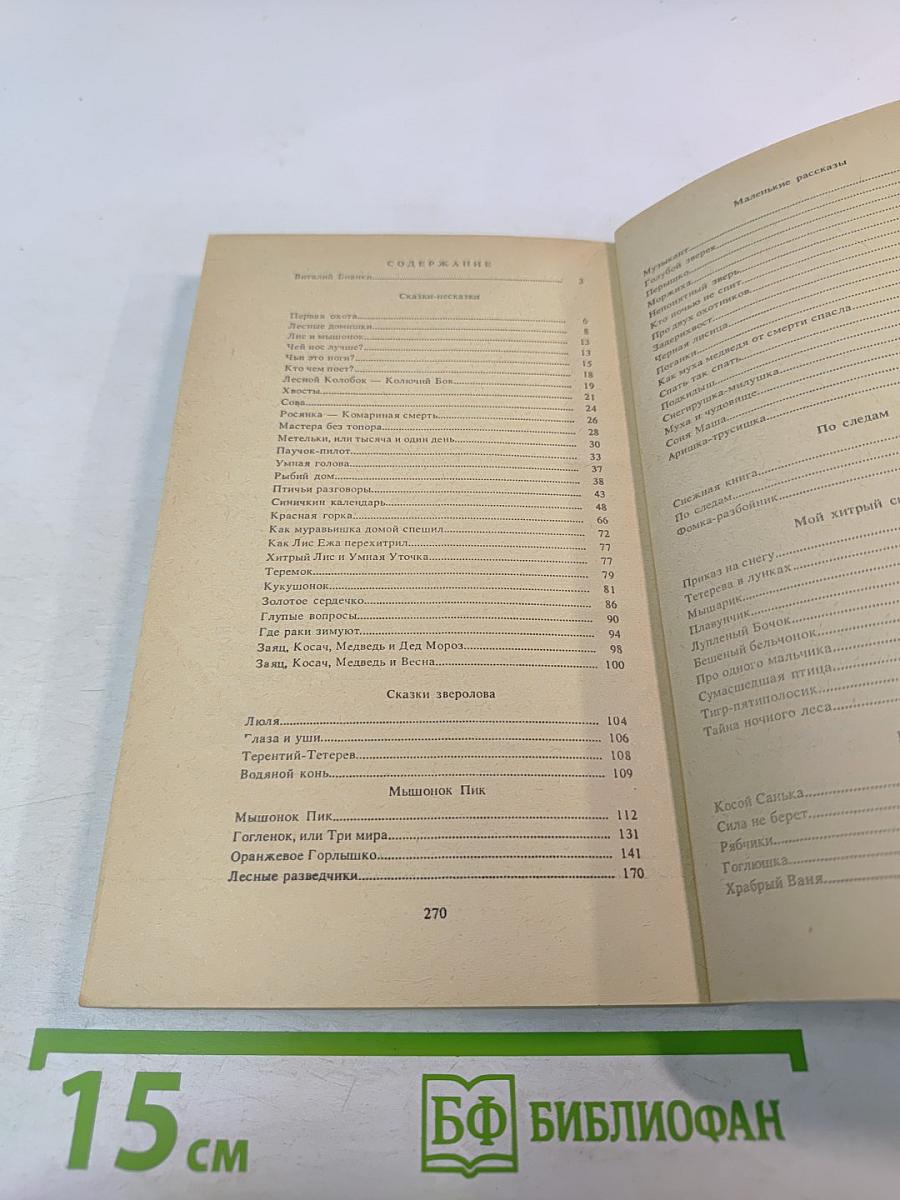 СОДЕРЖАНИЕ
Виталий Бианки 3
Сказки-несказки
Первая охота 6
Лесные домишки 8
Лис и мышонок 13
Чей нос лучше? 13
Чьи это ноги? 15
Кто чем поет? 18
Лесной Колобок — Колючий Бок 19
Хвосты 21
Сова 24
Росянка — Комариная смерть 26
Мастера без топора 28
Метельки, или тысяча и один день 30
Паучок-пилот 33
Умная голова 37
Рыбий дом 38
Птичьи разговоры 43
Синичкин календарь 48
Красная горка 66
Как муравьишка домой спешил 72
Как Лис Ежа перехитрил 77
Хитрый Лис и Умная Уточка 77
Теремок 79
Кукушонок 81
Золотое сердечко 86
Глупые вопросы 90
Где раки зимуют 94
Заяц, Косач, Медведь и Дед Мороз 98
Заяц, Косач, Медведь и Весна 100
Сказки зверолова
Люля 104
Глаза и уши 106
Терентий-Тетерев 108
Водяной конь 109
Мышонок Пик
Мышонок Пик 112
Гогленок, или Три мира 131
Оранжевое Горлышко 141
Лесные разведчики 170
270
Маленькие рассказы
Музыкант
Голубой зверек
Перышко
Моржиха
Непонятный зверь
Кто ночью не спит
Про двух охотников
Задерихвост
Черная лисица
Поганки
Как муха медведя от смерти спасла
Спать так спать
Подкидыш
Снегирушка-милушка
Муха и чудовище
Соня Маша
Аришка-трусишка
По следам
Снежная книга
По следам
Фомка-разбойник
Мой хитрый
Приказ на снегу
Тетерева в лунках
Мышарик
Плавунчик
Лупленый Бочок
Бешеный бельчонок
Про одного мальчика
Сумасшедшая птица
Тигр-пятиполосик
Тайна ночного леса
Косой Санька
Сила не берет
Рябчики
Гоглюшка
Храбрый Ваня
15 см
БФ БИБЛИОФАН